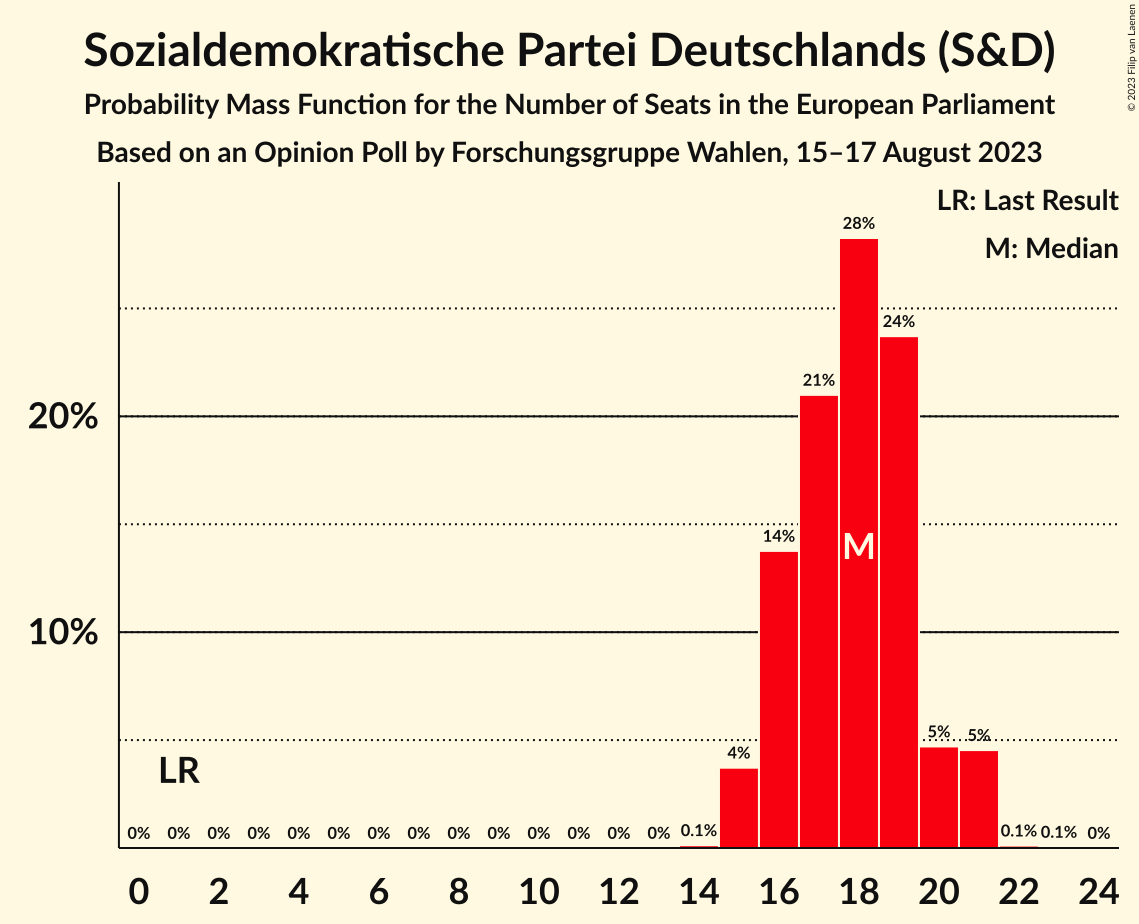 Sozialdemokratische Partei Deutschlands (S&D)
Probability Mass Function for the Number of Seats in the European Parliament
Based on an Opinion Poll by Forschungsgruppe Wahlen, 15–17 August 2023
© 2023 Filip van Laenen
LR: Last Result
M: Median
28%
24%
21%
20%
14%
M
10%
5%
5%
4%
LR
0% 0% 0% 0% 0% 0% 0% 0% 0% 0% 0% 0% 0% 0% 0.1% 0.1% 0.1% 0%
0 2 4 6 8 10 12 14 16 18 20 22 24